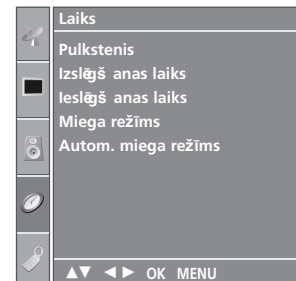 Laiks
Pulkstenis
Izslēgš anas laiks
Ieslēgš anas laiks
Miega režīms
Autom. miega režīms
▲▼ ◄► OK MENU